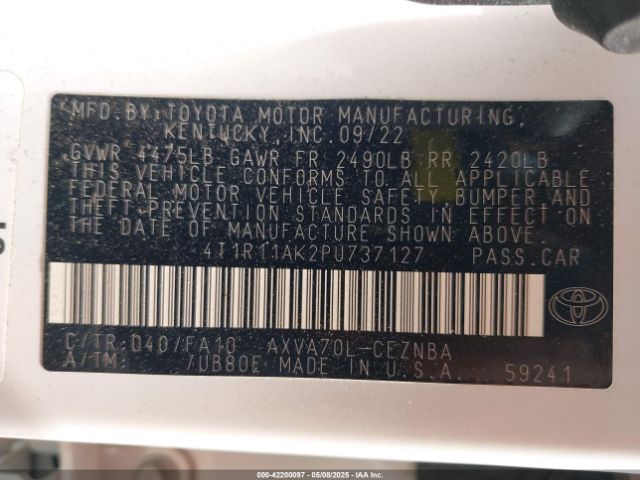 MFD. BY: TOYOTA MOTOR MANUFACTURING,
KENTUCKY, INC. 09/22
GVWR 4475LB GAWR FR 2490LB RR 2420LB
THIS VEHICLE CONFORMS TO ALL APPLICABLE
FEDERAL MOTOR VEHICLE SAFETY, BUMPER AND
THEFT PREVENTION STANDARDS IN EFFECT ON
THE DATE OF MANUFACTURE SHOWN ABOVE.
4T1R11AK2PU737127 PASS.CAR
C/TR: 040/FA10 AXVA70L-CEZNBA
A/TM: /UB80E MADE IN U.S.A. 59241
000-42200097 - 05/08/2025 - IAA Inc.